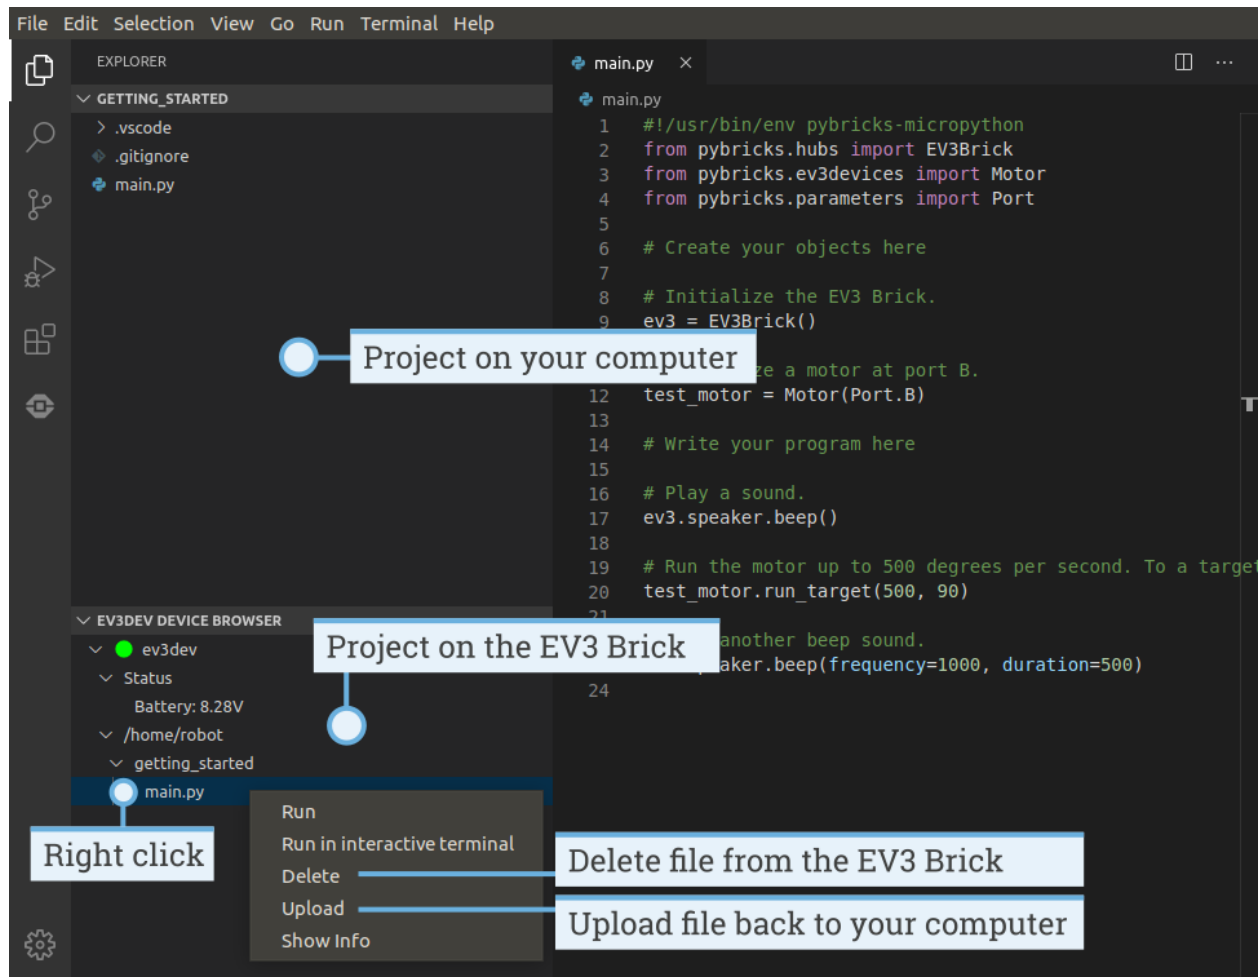 File Edit Selection View Go Run Terminal Help
EXPLORER
GETTING_STARTED
.vscode
.gitignore
main.py
Project on your computer
EV3DEV DEVICE BROWSER
ev3dev
Project on the EV3 Brick
Status
Battery: 8.28V
/home/robot
getting_started
main.py
Right click
Run
Run in interactive terminal
Delete
Upload
Show Info
Delete file from the EV3 Brick
Upload file back to your computer
main.py
main.py
1 #!/usr/bin/env pybricks-micropython
2 from pybricks.hubs import EV3Brick
3 from pybricks.ev3devices import Motor
4 from pybricks.parameters import Port
5
6 # Create your objects here
7
8 # Initialize the EV3 Brick.
9 ev3 = EV3Brick()
a motor at port B.
12 test_motor = Motor(Port.B)
13
14 # Write your program here
15
16 # Play a sound.
17 ev3.speaker.beep()
18
19 # Run the motor up to 500 degrees per second. To a target
20 test_motor.run_target(500, 90)
21
another beep sound.
aker.beep(frequency=1000, duration=500)
24